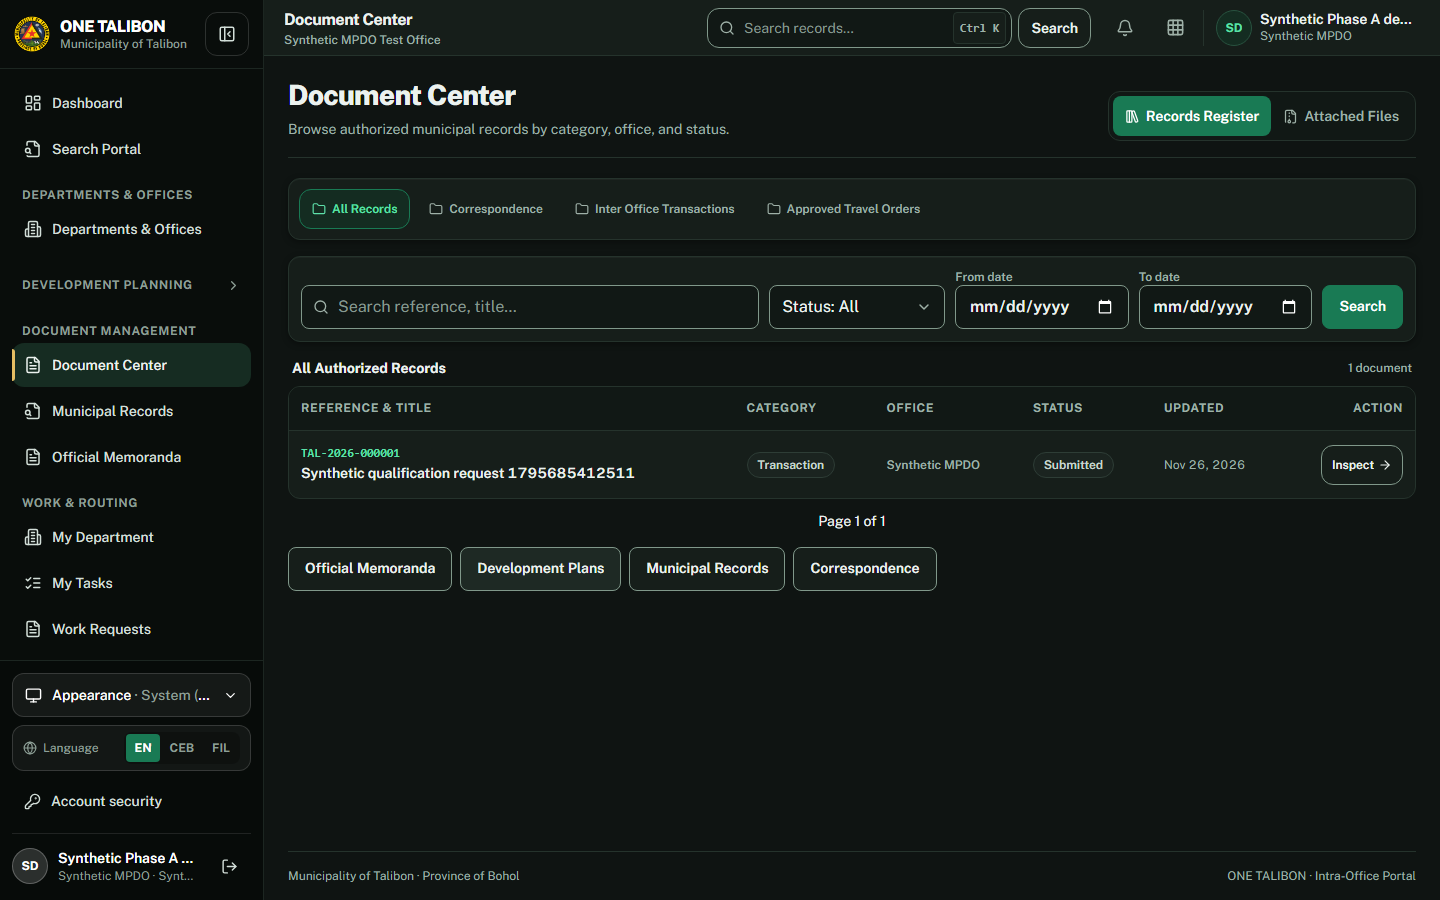 ONE TALIBON
Municipality of Talibon
Dashboard
Search Portal
DEPARTMENTS & OFFICES
Departments & Offices
DEVELOPMENT PLANNING
DOCUMENT MANAGEMENT
Document Center
Municipal Records
Official Memoranda
WORK & ROUTING
My Department
My Tasks
Work Requests
Appearance · System (...
Language EN CEB FIL
Account security
SD
Synthetic Phase A ...
Synthetic MPDO · Synt...
Document Center
Synthetic MPDO Test Office
Search records... Ctrl K Search
SD
Synthetic Phase A de...
Synthetic MPDO
Document Center
Browse authorized municipal records by category, office, and status.
Records Register Attached Files
All Records Correspondence Inter Office Transactions Approved Travel Orders
From date To date
Search reference, title... Status: All mm/dd/yyyy mm/dd/yyyy Search
All Authorized Records 1 document
REFERENCE & TITLE CATEGORY OFFICE STATUS UPDATED ACTION
TAL-2026-000001
Synthetic qualification request 1795685412511 Transaction Synthetic MPDO Submitted Nov 26, 2026 Inspect →
Page 1 of 1
Official Memoranda Development Plans Municipal Records Correspondence
Municipality of Talibon · Province of Bohol ONE TALIBON · Intra-Office Portal